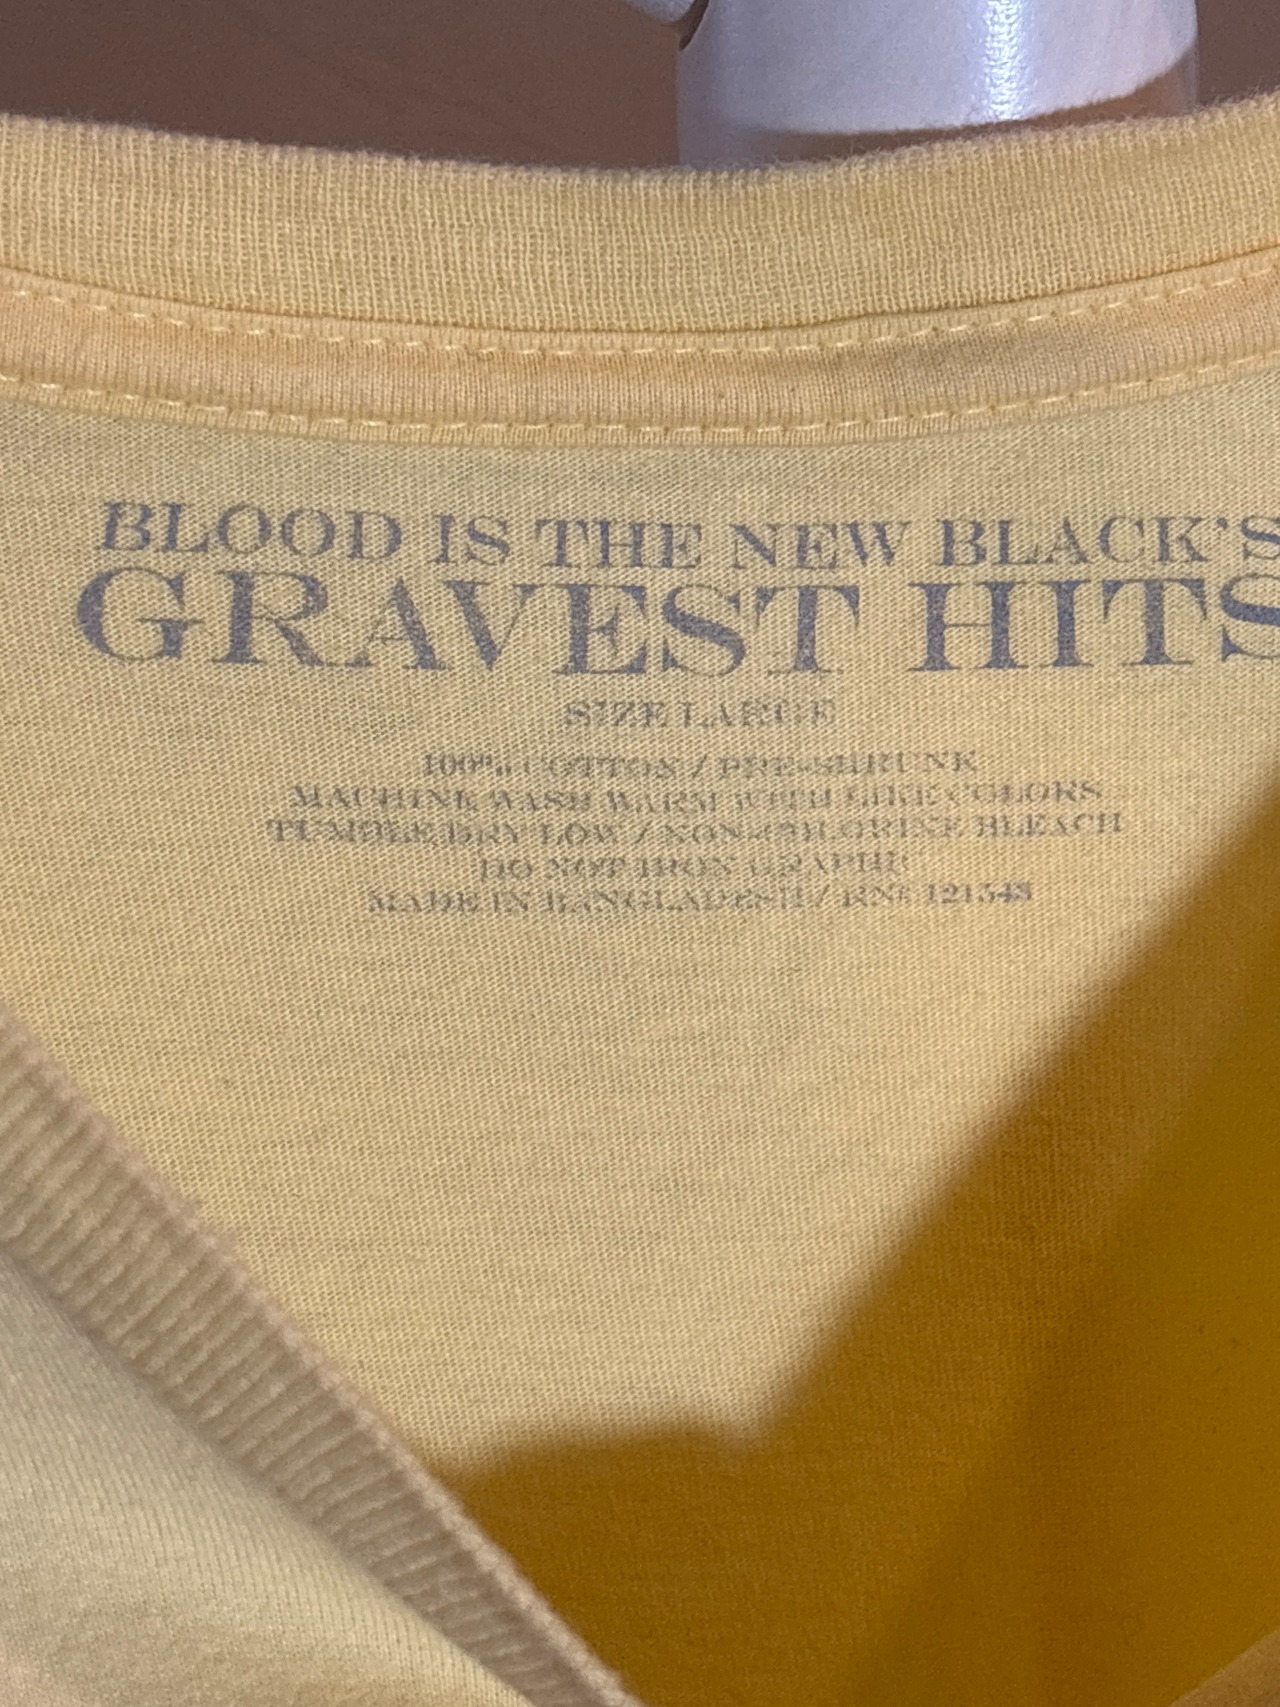 BLOOD IS THE NEW BLACK'S
GRAVEST HITS
SIZE LARGE
100% COTTON / PRE-SHRUNK
MACHINE WASH WARM WITH LIKE COLORS
TUMBLE DRY LOW / NON-CHLORINE BLEACH
DO NOT IRON GRAPHIC
MADE IN BANGLADESH / RN# 121548